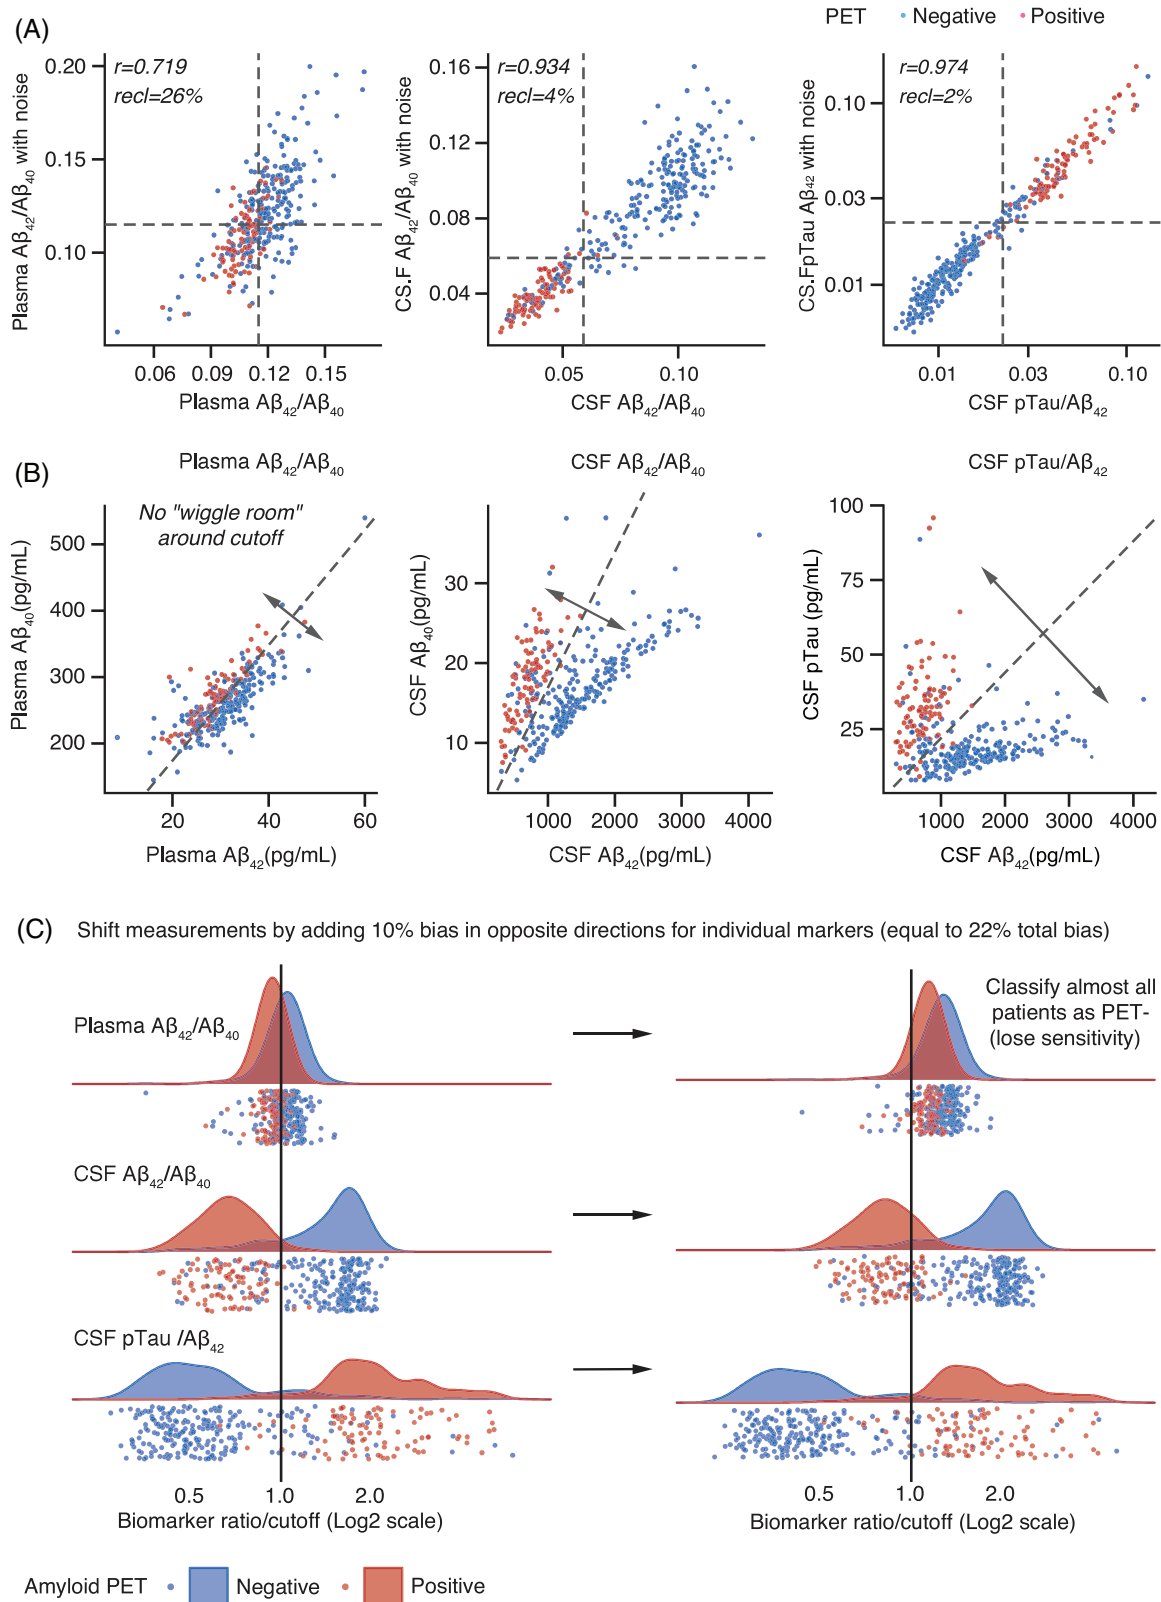 PET Negative Positive
(A)
r=0.719
recl=26%
Plasma Aβ42/Aβ40 with noise
0.20
0.15
0.10
0.06 0.09 0.12 0.15
Plasma Aβ42/Aβ40
r=0.934
recl=4%
CS.F Aβ42/Aβ40 with noise
0.16
0.12
0.08
0.04
0.05 0.10
CSF Aβ42/Aβ40
r=0.974
recl=2%
CS.FpTau Aβ42 with noise
0.10
0.03
0.01
0.01 0.03 0.10
CSF pTau/Aβ42
(B)
Plasma Aβ42/Aβ40
No "wiggle room"
around cutoff
Plasma Aβ40(pg/mL)
500
400
300
200
20 40 60
Plasma Aβ42(pg/mL)
CSF Aβ42/Aβ40
CSF Aβ40(pg/mL)
30
20
10
1000 2000 3000 4000
CSF Aβ42(pg/mL)
CSF pTau/Aβ42
CSF pTau (pg/mL)
100
75
50
25
1000 2000 3000 4000
CSF Aβ42(pg/mL)
(C) Shift measurements by adding 10% bias in opposite directions for individual markers (equal to 22% total bias)
Plasma Aβ42/Aβ40
Classify almost all
patients as PET-
(lose sensitivity)
CSF Aβ42/Aβ40
CSF pTau /Aβ42
0.5 1.0 2.0
Biomarker ratio/cutoff (Log2 scale)
0.5 1.0 2.0
Biomarker ratio/cutoff (Log2 scale)
Amyloid PET Negative Positive